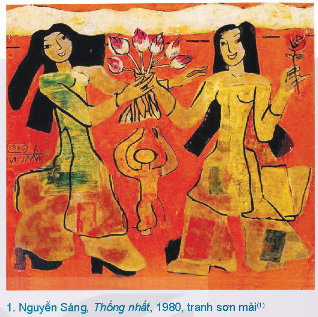 1. Nguyễn Sáng, Thống nhất, 1980, tranh sơn mài(1)